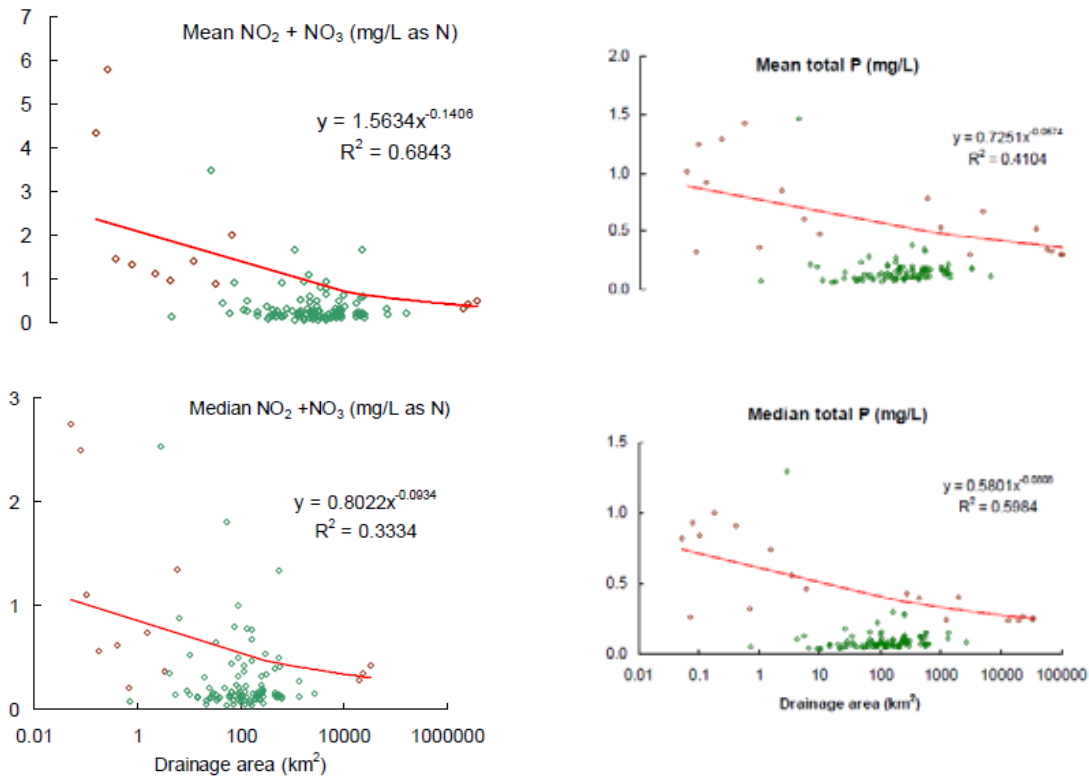 Mean NO₂ + NO₃ (mg/L as N)
y = 1.5634x^-0.1406
R² = 0.6843
7
6
5
4
3
2
1
0
Mean total P (mg/L)
y = 0.7251x^-0.0674
R² = 0.4104
2.0
1.5
1.0
0.5
0.0
Median NO₂ +NO₃ (mg/L as N)
y = 0.8022x^-0.0934
R² = 0.3334
3
2
1
0
0.01
1
100
10000
1000000
Drainage area (km²)
Median total P (mg/L)
y = 0.5801x
R² = 0.5984
1.5
1.0
0.5
0.0
0.01
0.1
1
10
100
1000
10000
100000
Drainage area (km²)